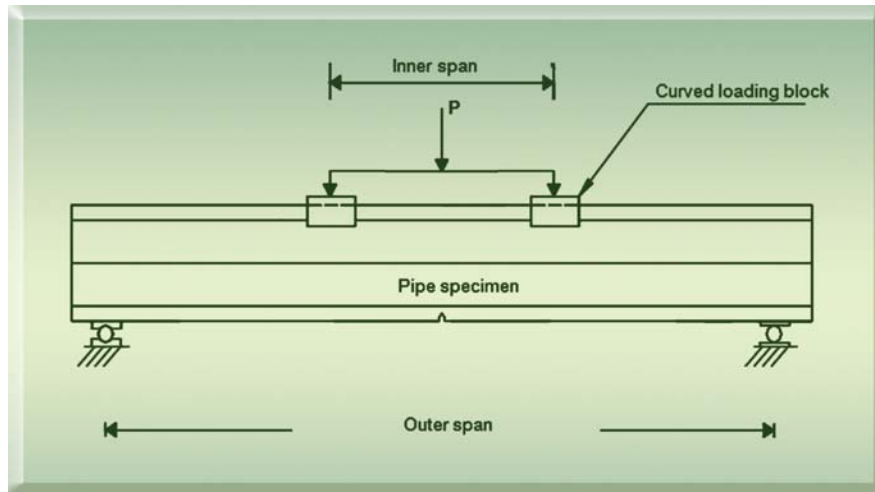 Inner span
Curved loading block
P
Pipe specimen
Outer span